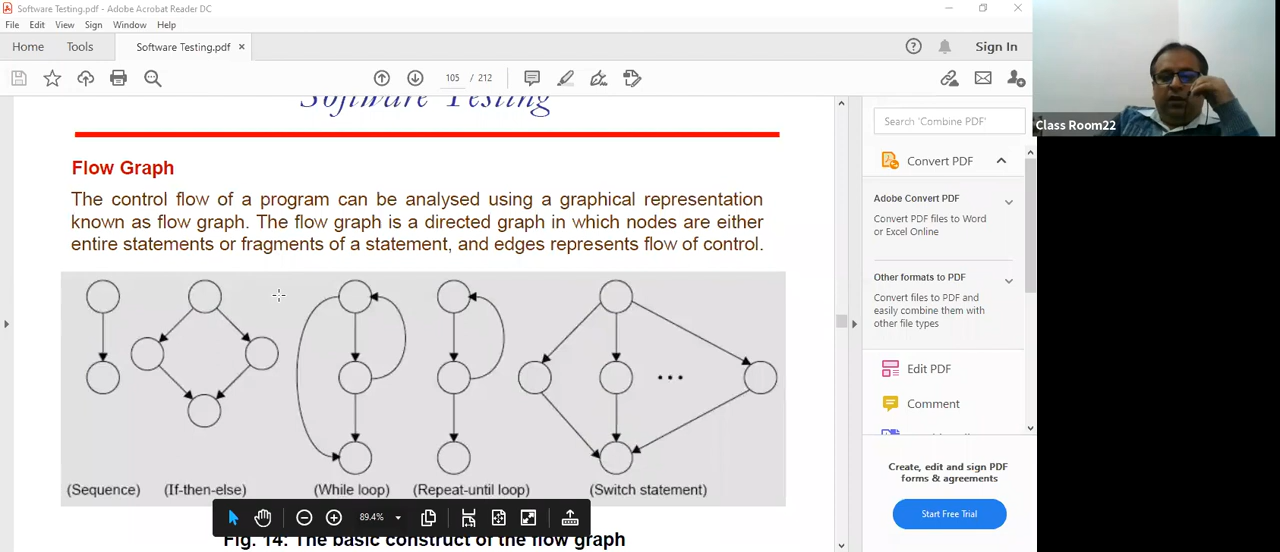 Software Testing.pdf - Adobe Acrobat Reader DC
File Edit View Sign Window Help
Home Tools Software Testing.pdf ×
Sign In
105 / 212
Software Testing
Flow Graph
The control flow of a program can be analysed using a graphical representation
known as flow graph. The flow graph is a directed graph in which nodes are either
entire statements or fragments of a statement, and edges represents flow of control.
(Sequence) (If-then-else) (While loop) (Repeat-until loop) (Switch statement)
89.4%
Fig. 14: The basic construct of the flow graph
Search 'Combine PDF'
Convert PDF
Adobe Convert PDF
Convert PDF files to Word
or Excel Online
Other formats to PDF
Convert PDF files and
easily combine them with
other file types
Edit PDF
Comment
Create, edit and sign PDF
forms & agreements
Start Free Trial
Class Room22